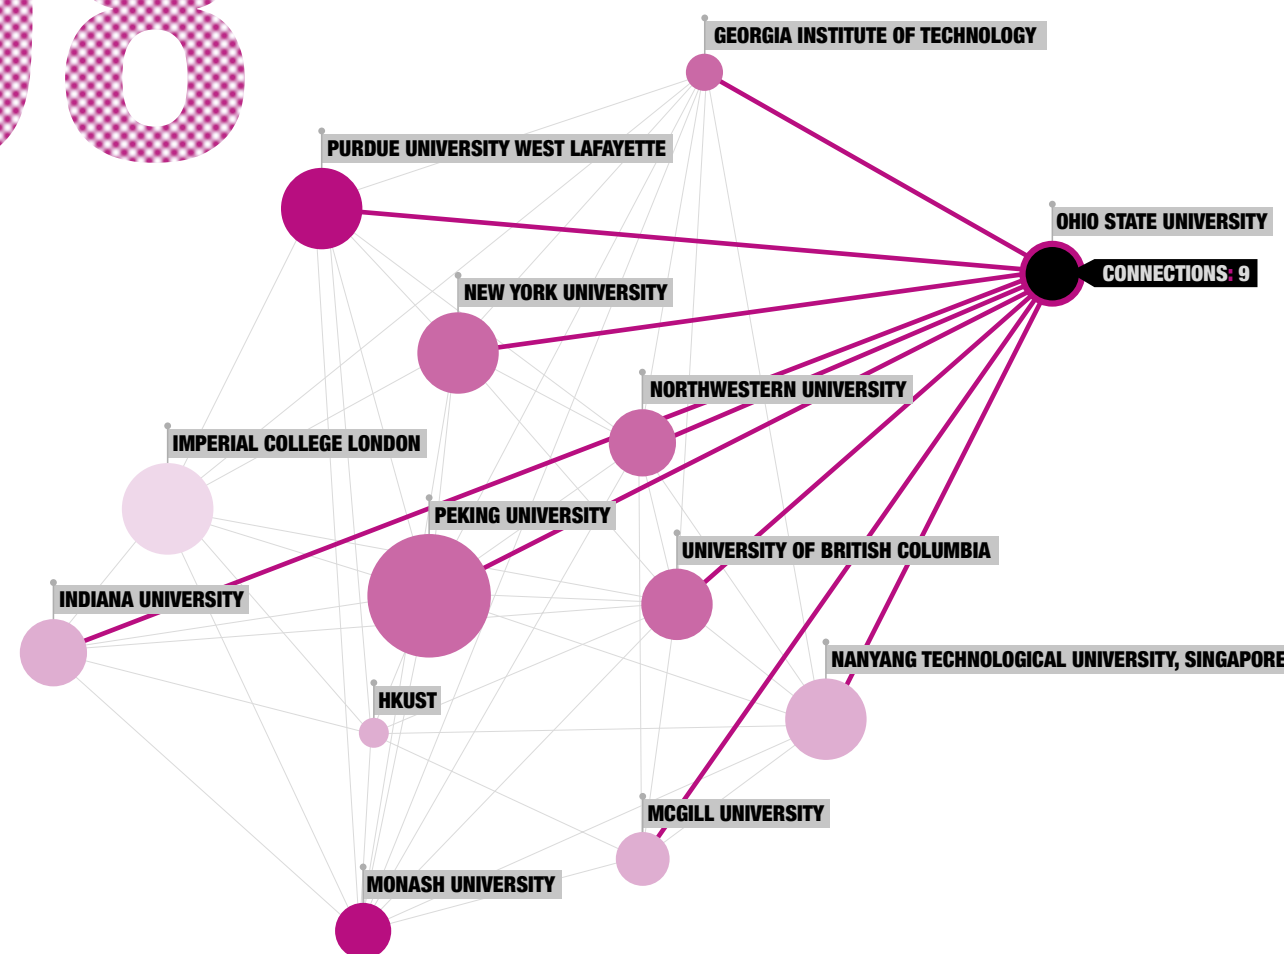 08
GEORGIA INSTITUTE OF TECHNOLOGY
PURDUE UNIVERSITY WEST LAFAYETTE
OHIO STATE UNIVERSITY
CONNECTIONS: 9
NEW YORK UNIVERSITY
NORTHWESTERN UNIVERSITY
IMPERIAL COLLEGE LONDON
PEKING UNIVERSITY
UNIVERSITY OF BRITISH COLUMBIA
INDIANA UNIVERSITY
NANYANG TECHNOLOGICAL UNIVERSITY, SINGAPORE
HKUST
MCGILL UNIVERSITY
MONASH UNIVERSITY